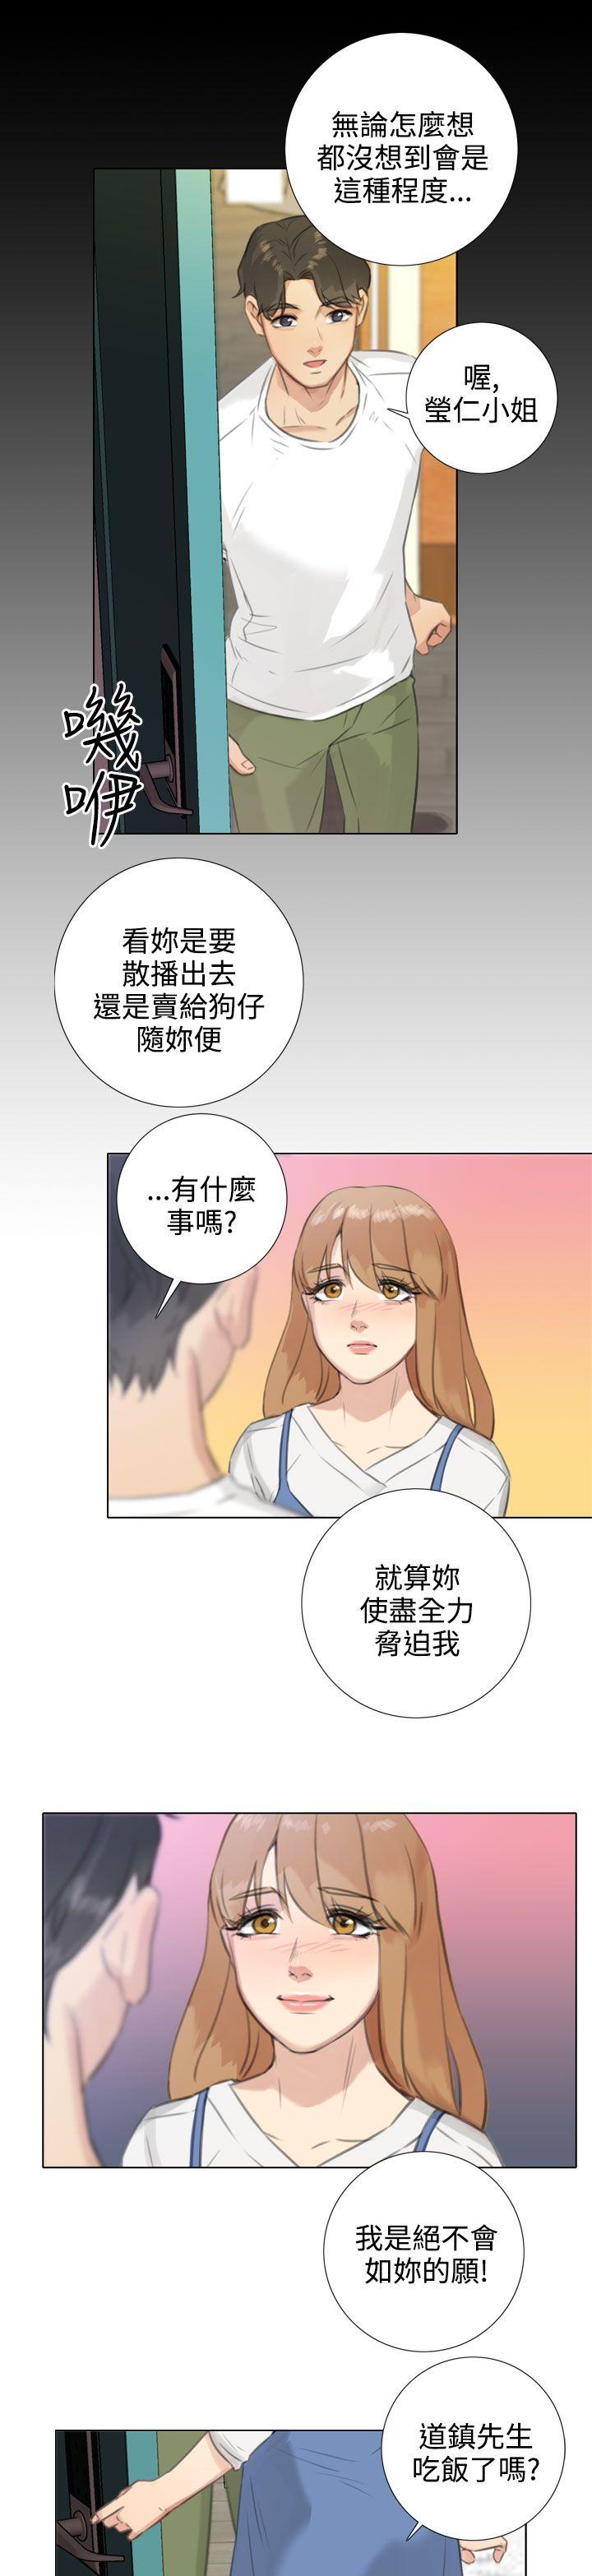 無論怎麼想
都沒想到會是
這種程度...
喔,
瑩仁小姐
嘰
咿
看妳是要
散播出去
還是賣給狗仔
隨妳便
...有什麼
事嗎?
就算妳
使盡全力
脅迫我
我是絕不會
如妳的願!
道鎮先生
吃飯了嗎?